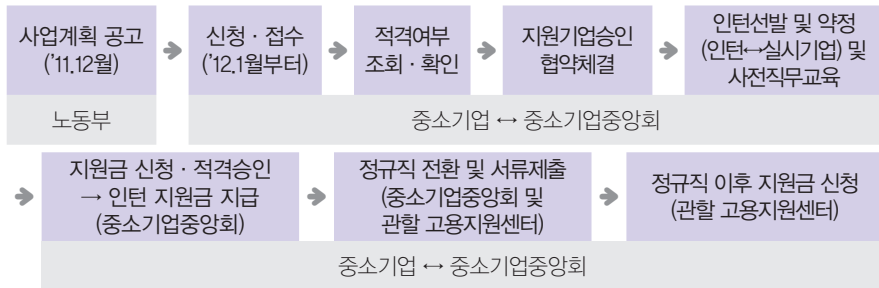 사업계획 공고
('11.12월)
신청·접수
('12.1월부터)
적격여부
조회·확인
지원기업승인
협약체결
인턴선발 및 약정
(인턴↔실시기업) 및
사전직무교육
노동부
중소기업 ↔ 중소기업중앙회
지원금 신청·적격승인
→ 인턴 지원금 지급
(중소기업중앙회)
정규직 전환 및 서류제출
(중소기업중앙회 및
관할 고용지원센터)
정규직 이후 지원금 신청
(관할 고용지원센터)
중소기업 ↔ 중소기업중앙회